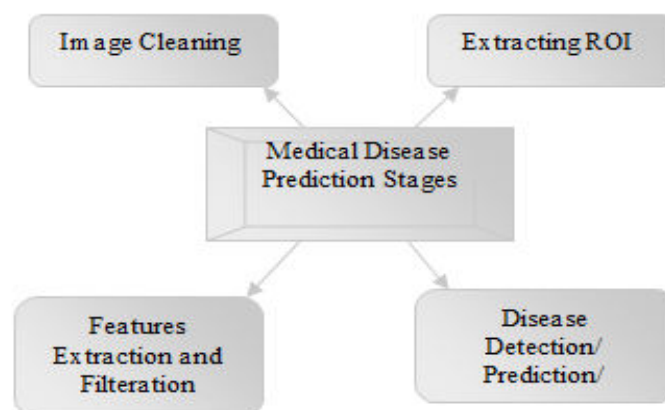 Image Cleaning
Extracting ROI
Medical Disease
Prediction Stages
Features
Extraction and
Filteration
Disease
Detection/
Prediction/